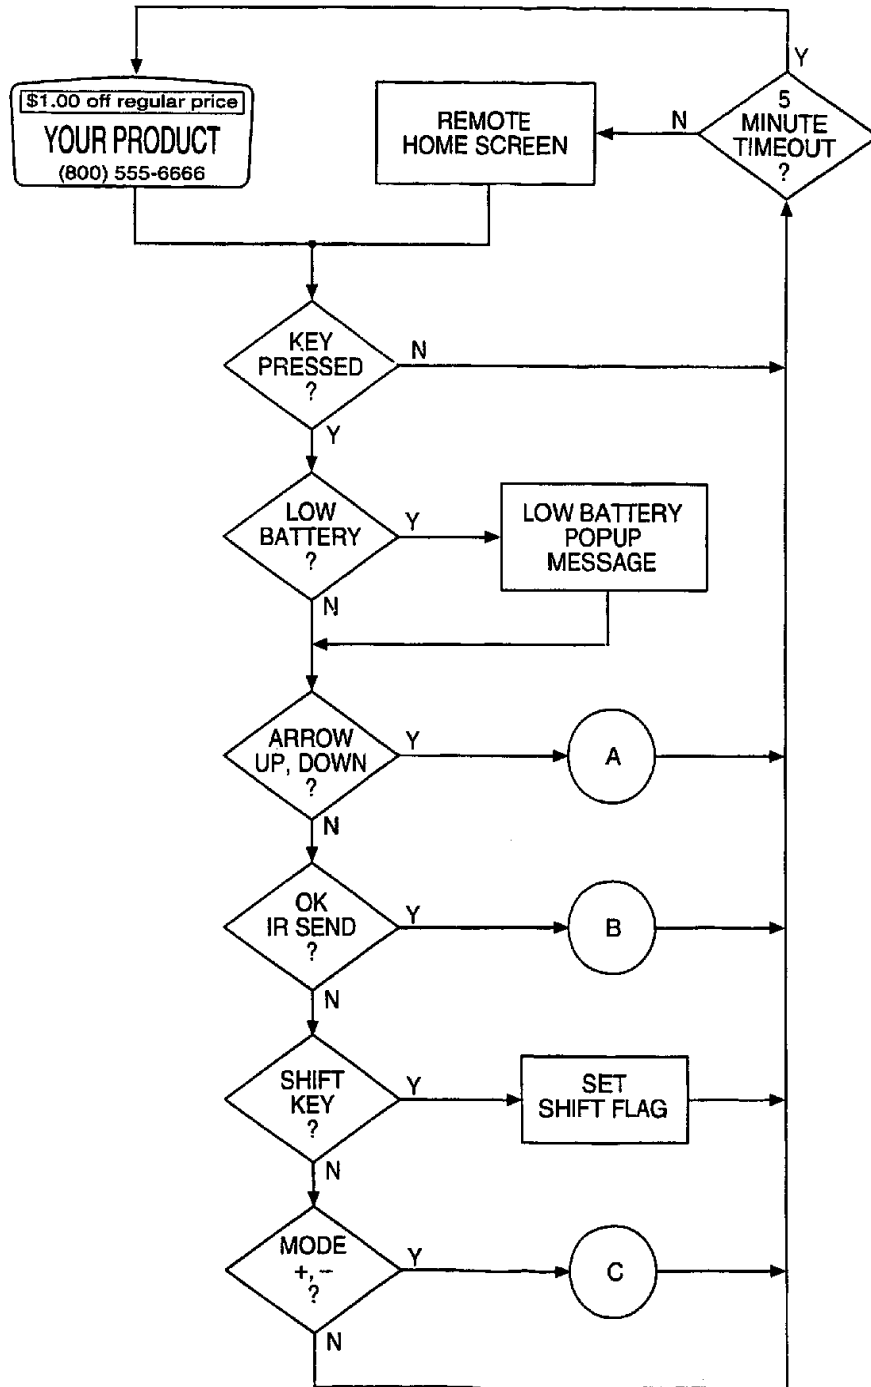 Y
$1.00 off regular price
YOUR PRODUCT
(800) 555-6666
REMOTE
HOME SCREEN
N
5
MINUTE
TIMEOUT
?
KEY
PRESSED
?
N
Y
LOW
BATTERY
?
Y
LOW BATTERY
POPUP
MESSAGE
N
ARROW
UP, DOWN
?
Y
A
N
OK
IR SEND
?
Y
B
N
SHIFT
KEY
?
Y
SET
SHIFT FLAG
N
MODE
+, –
?
Y
C
N